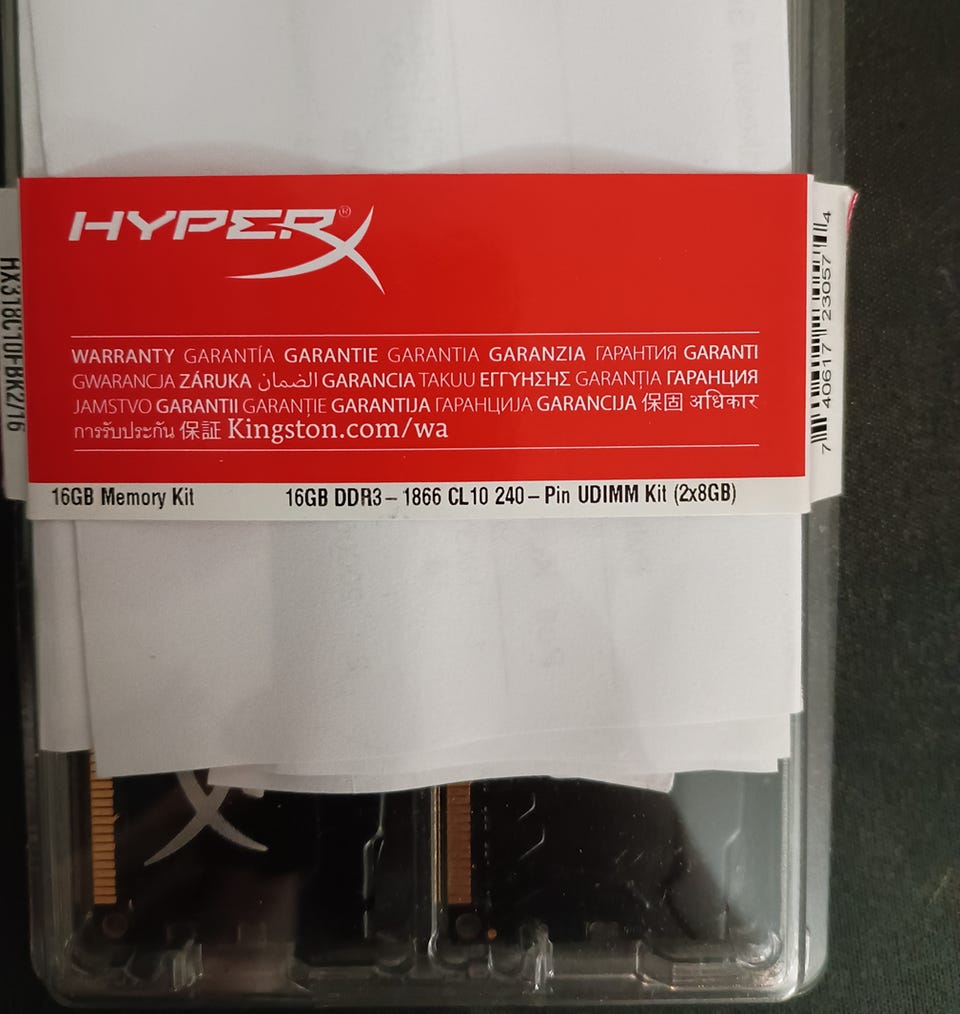 HYPERX®
WARRANTY GARANTÍA GARANTIE GARANTIA GARANZIA ГАРАНТИЯ GARANTI
GWARANCJA ZÁRUKA الضمان GARANCIA TAKUU ΕΓΓΥΗΣΗΣ GARANȚIA ГАРАНЦИЯ
JAMSTVO GARANTII GARANȚIE GARANTIJA ГАРАНЦИЈА GARANCIJA 保固 अधिकार
การรับประกัน 保証 Kingston.com/wa
16GB Memory Kit 16GB DDR3– 1866 CL10 240–Pin UDIMM Kit (2x8GB)
HX318C10FBK2/16
7 40617 23057 4